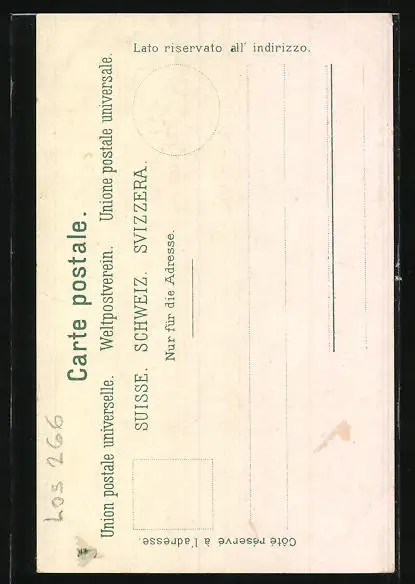 Los 266
Carte postale.
Union postale universelle. Weltpostverein. Unione postale universale.
SUISSE. SCHWEIZ. SVIZZERA.
Nur für die Adresse.
Côté réservé à l'adresse.
Lato riservato all' indirizzo.